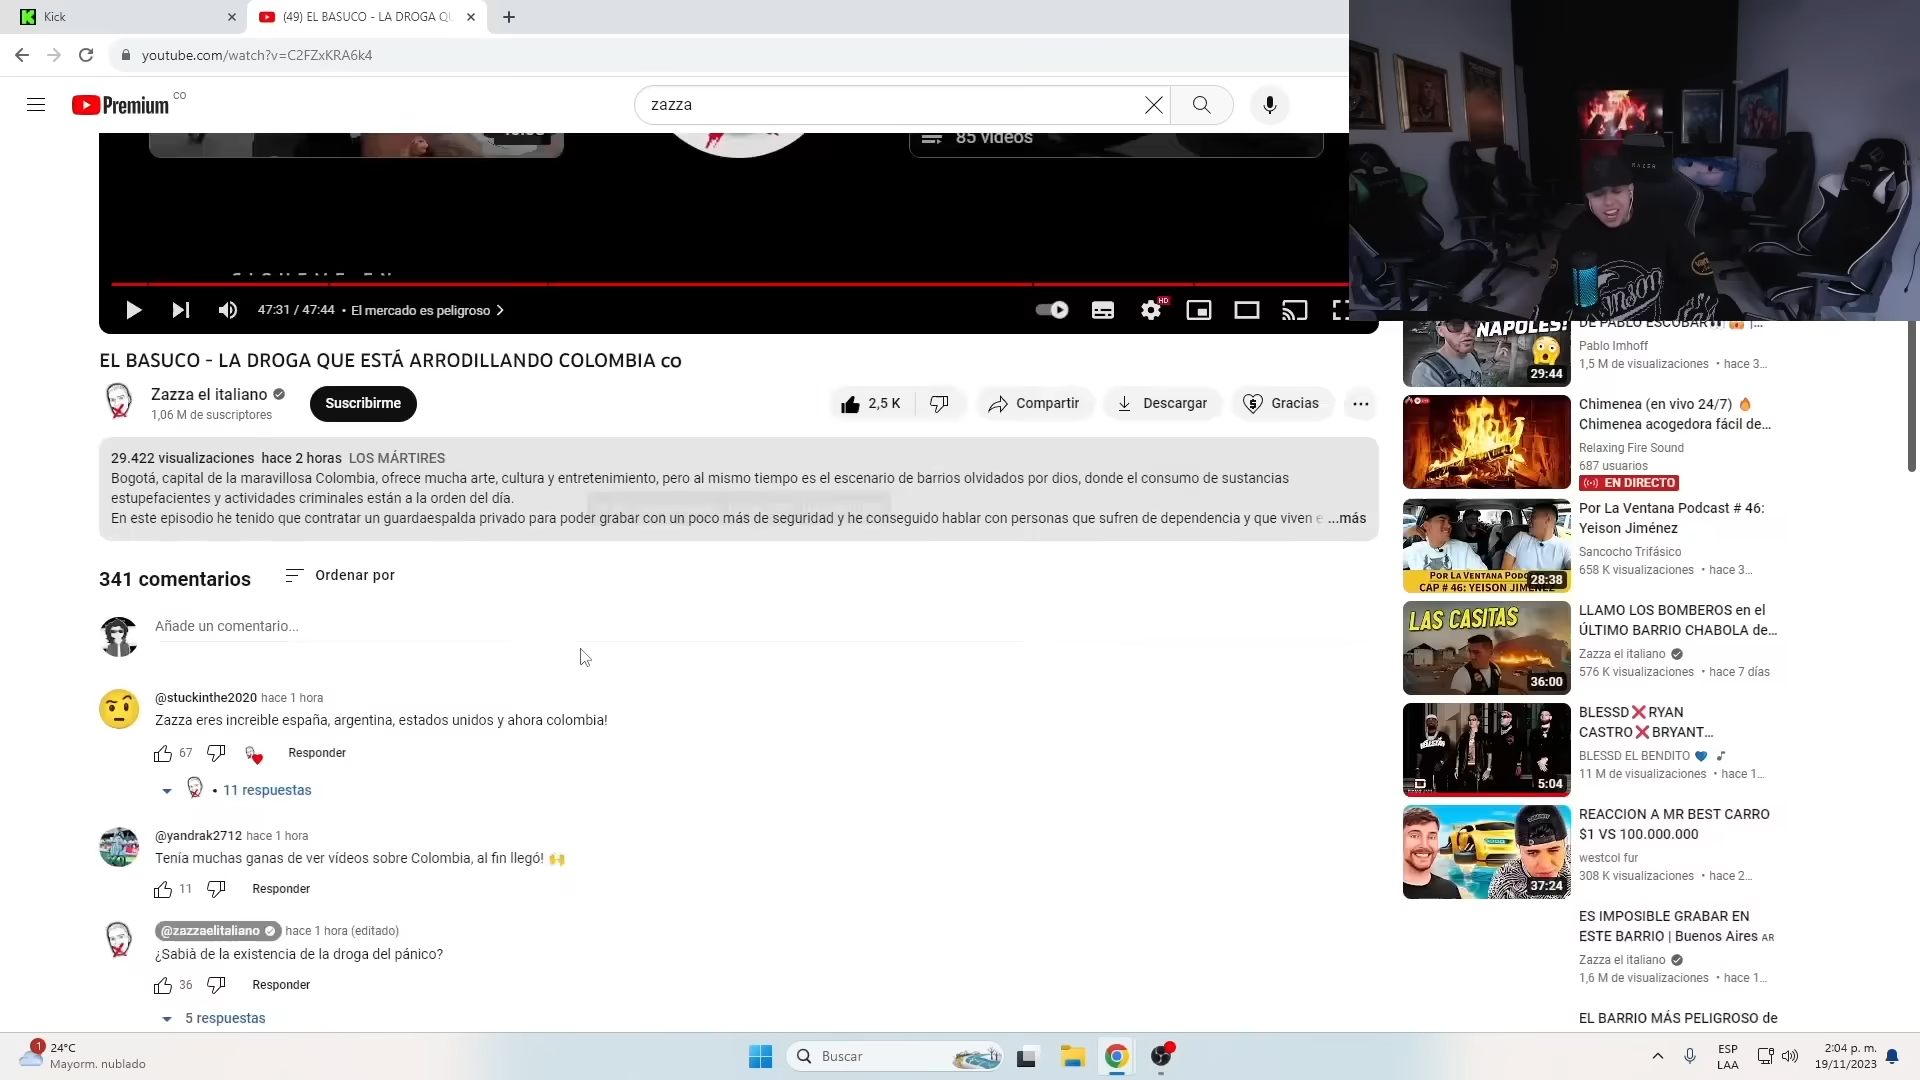 Kick
(49) EL BASUCO - LA DROGA QU
youtube.com/watch?v=C2FZxKRA6k4
Premium CO
zazza
85 videos
47:31 / 47:44 • El mercado es peligroso
HD
EL BASUCO - LA DROGA QUE ESTÁ ARRODILLANDO COLOMBIA co
Zazza el italiano
1,06 M de suscriptores
Suscribirme
2,5 K
Compartir
Descargar
Gracias
29.422 visualizaciones hace 2 horas LOS MÁRTIRES
Bogotá, capital de la maravillosa Colombia, ofrece mucha arte, cultura y entretenimiento, pero al mismo tiempo es el escenario de barrios olvidados por dios, donde el consumo de sustancias
estupefacientes y actividades criminales están a la orden del día.
En este episodio he tenido que contratar un guardaespalda privado para poder grabar con un poco más de seguridad y he conseguido hablar con personas que sufren de dependencia y que viven e ...más
341 comentarios
Ordenar por
Añade un comentario...
@stuckinthe2020 hace 1 hora
Zazza eres increible españa, argentina, estados unidos y ahora colombia!
67
Responder
• 11 respuestas
@yandrak2712 hace 1 hora
Tenía muchas ganas de ver vídeos sobre Colombia, al fin llegó! 🙌
11
Responder
@zazzaelitaliano hace 1 hora (editado)
¿Sabià de la existencia de la droga del pánico?
36
Responder
5 respuestas
NAPOLES!
29:44
DE PABLO ESCOBAR
Pablo Imhoff
1,5 M de visualizaciones • hace 3...
Chimenea (en vivo 24/7) 🔥
Chimenea acogedora fácil de...
Relaxing Fire Sound
687 usuarios
EN DIRECTO
POR LA VENTANA PODC
CAP # 46: YEISON JIMÉNEZ
28:38
Por La Ventana Podcast # 46:
Yeison Jiménez
Sancocho Trifásico
658 K visualizaciones • hace 3...
LAS CASITAS
36:00
LLAMO LOS BOMBEROS en el
ÚLTIMO BARRIO CHABOLA de...
Zazza el italiano
576 K visualizaciones • hace 7 días
5:04
BLESSD❌RYAN
CASTRO❌BRYANT...
BLESSD EL BENDITO 💙
11 M de visualizaciones • hace 1...
37:24
REACCION A MR BEST CARRO
$1 VS 100.000.000
westcol fur
308 K visualizaciones • hace 2...
ES IMPOSIBLE GRABAR EN
ESTE BARRIO | Buenos Aires AR
Zazza el italiano
1,6 M de visualizaciones • hace 1...
EL BARRIO MÁS PELIGROSO de
1
24°C
Mayorm. nublado
Buscar
ESP
LAA
2:04 p. m.
19/11/2023